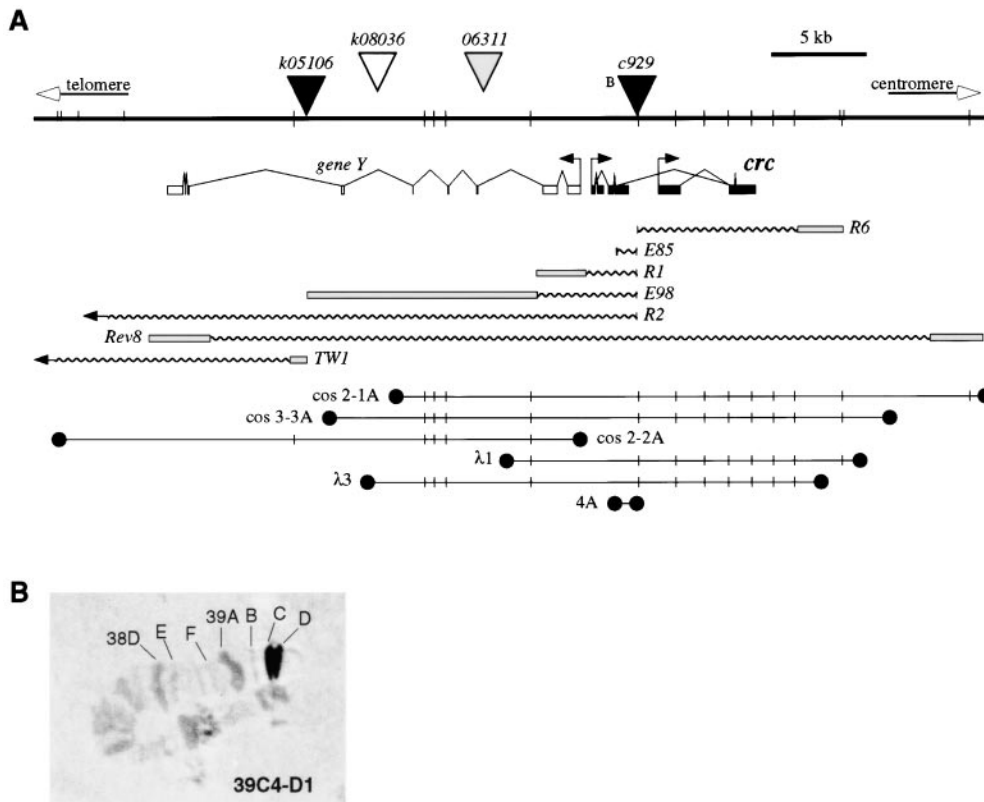 A
k08036
06311
5 kb
k05106
c929
B
telomere
centromere
gene Y
crc
R6
E85
R1
E98
R2
Rev8
TW1
cos 2-1A
cos 3-3A
cos 2-2A
λ1
λ3
4A
B
38D E F 39A B C D
39C4-D1